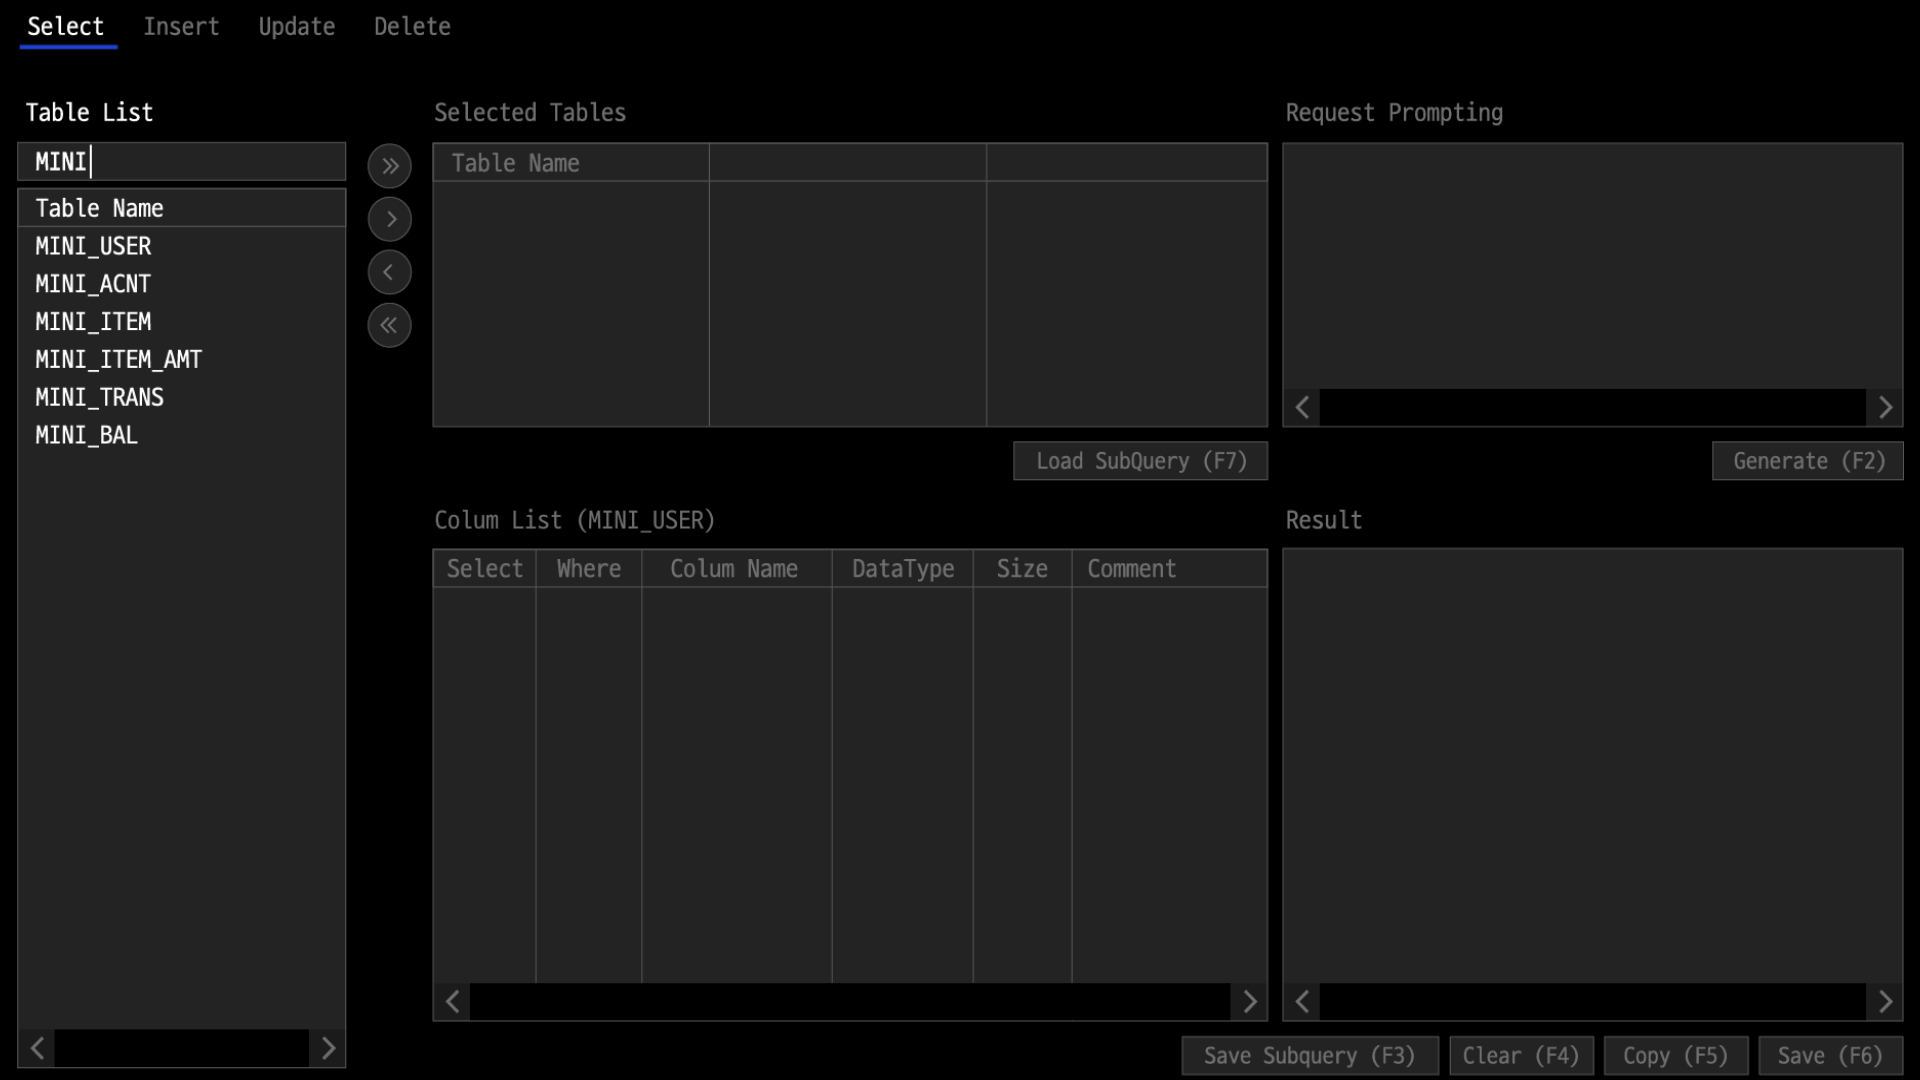 Select Insert Update Delete
Table List
MINI
Table Name
MINI_USER
MINI_ACNT
MINI_ITEM
MINI_ITEM_AMT
MINI_TRANS
MINI_BAL
Selected Tables
Table Name
Load SubQuery (F7)
Request Prompting
Generate (F2)
Colum List (MINI_USER)
Select Where Colum Name DataType Size Comment
Result
Save Subquery (F3) Clear (F4) Copy (F5) Save (F6)